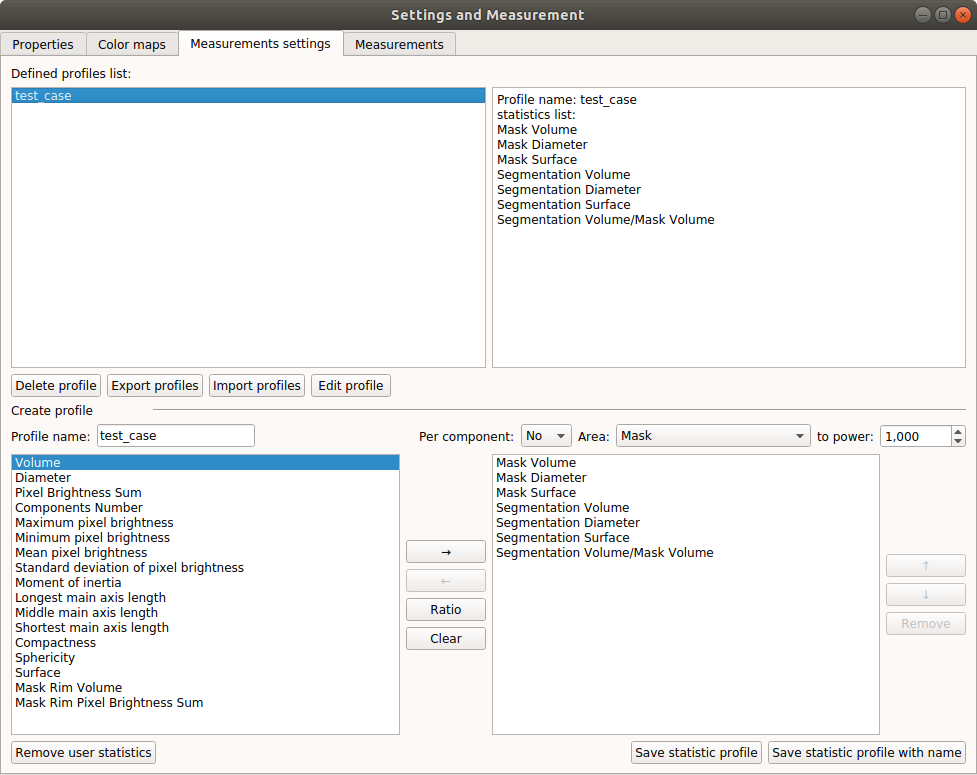 Settings and Measurement
Properties
Color maps
Measurements settings
Measurements
Defined profiles list:
test_case
Profile name: test_case
statistics list:
Mask Volume
Mask Diameter
Mask Surface
Segmentation Volume
Segmentation Diameter
Segmentation Surface
Segmentation Volume/Mask Volume
Delete profile
Export profiles
Import profiles
Edit profile
Create profile
Profile name: test_case
Per component: No
Area: Mask
to power: 1,000
Volume
Diameter
Pixel Brightness Sum
Components Number
Maximum pixel brightness
Minimum pixel brightness
Mean pixel brightness
Standard deviation of pixel brightness
Moment of inertia
Longest main axis length
Middle main axis length
Shortest main axis length
Compactness
Sphericity
Surface
Mask Rim Volume
Mask Rim Pixel Brightness Sum
→
←
Ratio
Clear
Mask Volume
Mask Diameter
Mask Surface
Segmentation Volume
Segmentation Diameter
Segmentation Surface
Segmentation Volume/Mask Volume
↑
↓
Remove
Remove user statistics
Save statistic profile
Save statistic profile with name